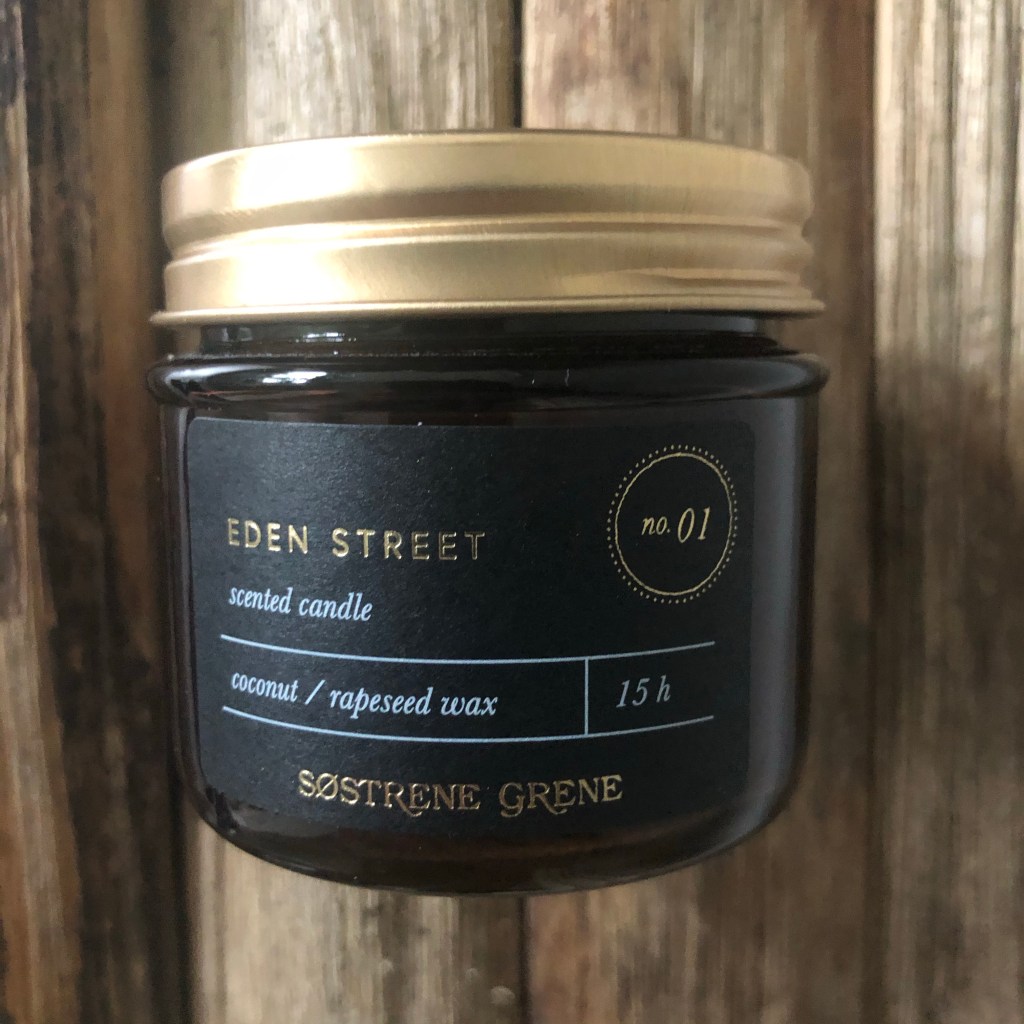 EDEN STREET
no. 01
scented candle
coconut / rapeseed wax
15 h
SØSTRENE GRENE